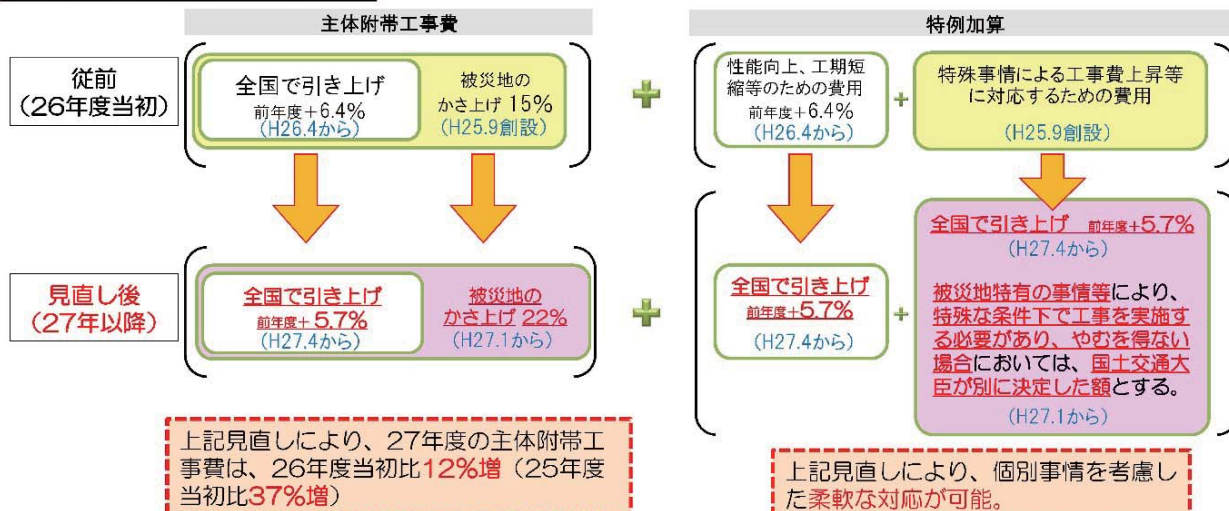 主体附帯工事費
特例加算
従前
（26年度当初）
全国で引き上げ
前年度＋6.4％
（H26.4から）
被災地の
かさ上げ 15％
（H25.9創設）
＋
性能向上、工期短
縮等のための費用
前年度＋6.4％
（H26.4から）
＋
特殊事情による工事費上昇等
に対応するための費用
（H25.9創設）
見直し後
（27年以降）
全国で引き上げ
前年度＋5.7％
（H27.4から）
被災地の
かさ上げ 22％
（H27.1から）
＋
全国で引き上げ
前年度＋5.7％
（H27.4から）
＋
全国で引き上げ 前年度＋5.7％
（H27.4から）
被災地特有の事情等により、
特殊な条件下で工事を実施す
る必要があり、やむを得ない
場合においては、国土交通大
臣が別に決定した額とする。
（H27.1から）
上記見直しにより、27年度の主体附帯工
事費は、26年度当初比12％増（25年度
当初比37％増）
上記見直しにより、個別事情を考慮し
た柔軟な対応が可能。